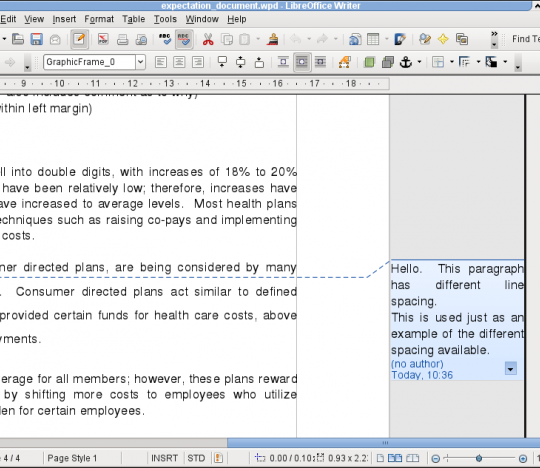 expectation_document.wpd - LibreOffice Writer
Edit View Insert Format Table Tools Window Help
ABC ABC Find Te
GraphicFrame_0
9 10 11 12 13 14 15 16 17 18
also includes comment as to why)
within left margin)
ll into double digits, with increases of 18% to 20%
have been relatively low; therefore, increases have
ave increased to average levels. Most health plans
echniques such as raising co-pays and implementing
costs.
mer directed plans, are being considered by many
. Consumer directed plans act similar to defined
provided certain funds for health care costs, above
yments.
erage for all members; however, these plans reward
by shifting more costs to employees who utilize
den for certain employees.
Hello. This paragraph
has different line
spacing.
This is used just as an
example of the different
spacing available.
(no author)
Today, 10:36
4 / 4 Page Style 1 INSRT STD 0.00 / 0.10 0.93 x 2.2